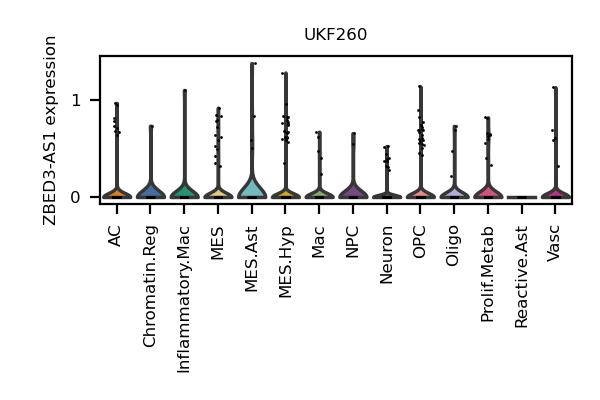 UKF260
ZBED3-AS1 expression
1
0
AC
Chromatin.Reg
Inflammatory.Mac
MES
MES.Ast
MES.Hyp
Mac
NPC
Neuron
OPC
Oligo
Prolif.Metab
Reactive.Ast
Vasc